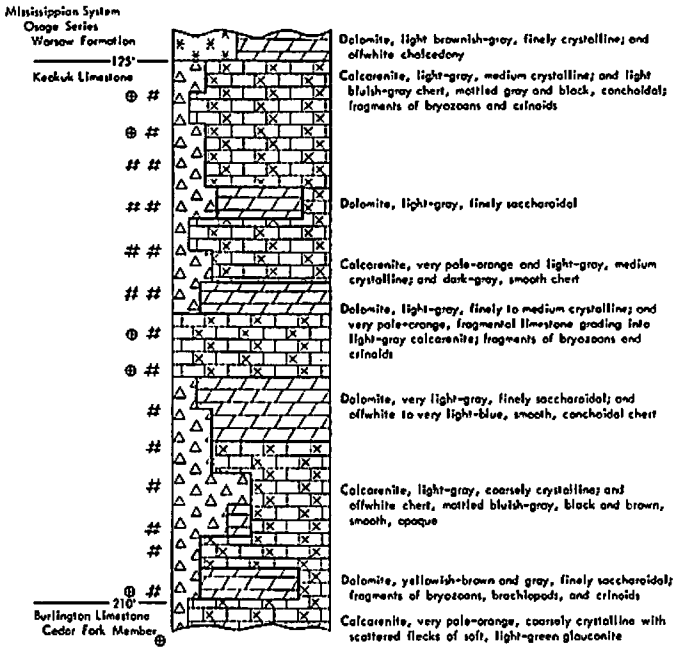 Mississippian System
Osage Series
Warsaw Formation
125'
Keokuk Limestone
Dolomite, light brownish-gray, finely crystalline; and
offwhite chalcedony
Calcarenite, light-gray, medium crystalline; and light
bluish-gray chert, mottled gray and black, conchoidal;
fragments of bryozoans and crinoids
Dolomite, light-gray, finely saccharoidal
Calcarenite, very pale-orange and light-gray, medium
crystalline; and dark-gray, smooth chert
Dolomite, light-gray, finely to medium crystalline; and
very pale-orange, fragmental limestone grading into
light-gray calcarenite; fragments of bryozoans and
crinoids
Dolomite, very light-gray, finely saccharoidal; and
offwhite to very light-blue, smooth, conchoidal chert
Calcarenite, light-gray, coarsely crystalline; and
offwhite chert, mottled bluish-gray, black and brown,
smooth, opaque
Dolomite, yellowish-brown and gray, finely saccharoidal;
fragments of bryozoans, brachiopods, and crinoids
210'
Burlington Limestone
Cedar Fork Member
Calcarenite, very pale-orange, coarsely crystalline with
scattered flecks of soft, light-green glauconite